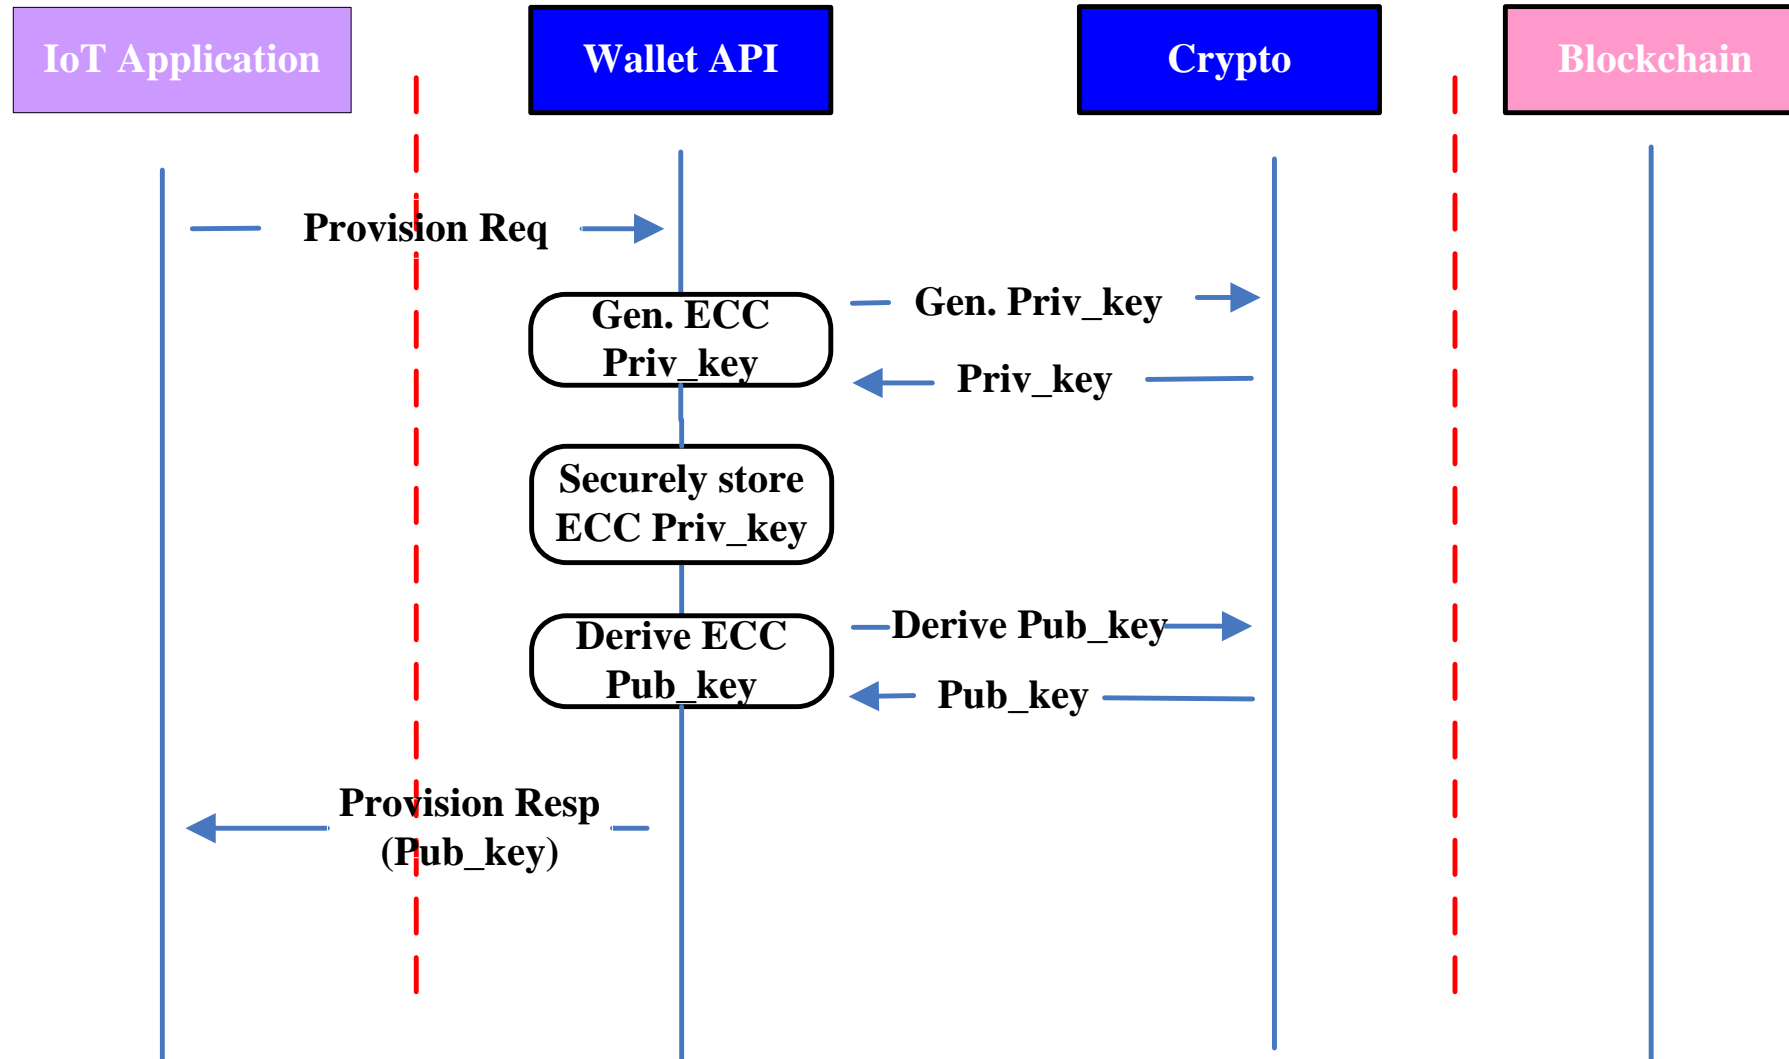 IoT Application
Wallet API
Crypto
Blockchain
Provision Req
Gen. ECC
Priv_key
Gen. Priv_key
Priv_key
Securely store
ECC Priv_key
Derive ECC
Pub_key
Derive Pub_key
Pub_key
Provision Resp
(Pub_key)